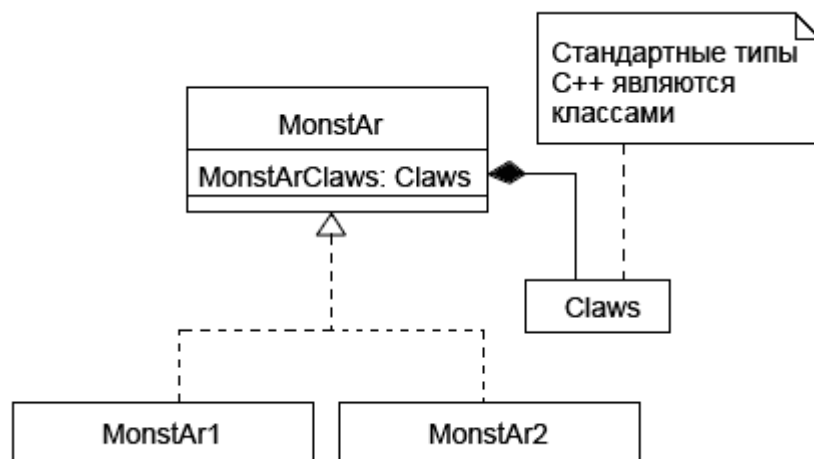 Стандартные типы
C++ являются
классами
MonstAr
MonstArClaws: Claws
Claws
MonstAr1
MonstAr2